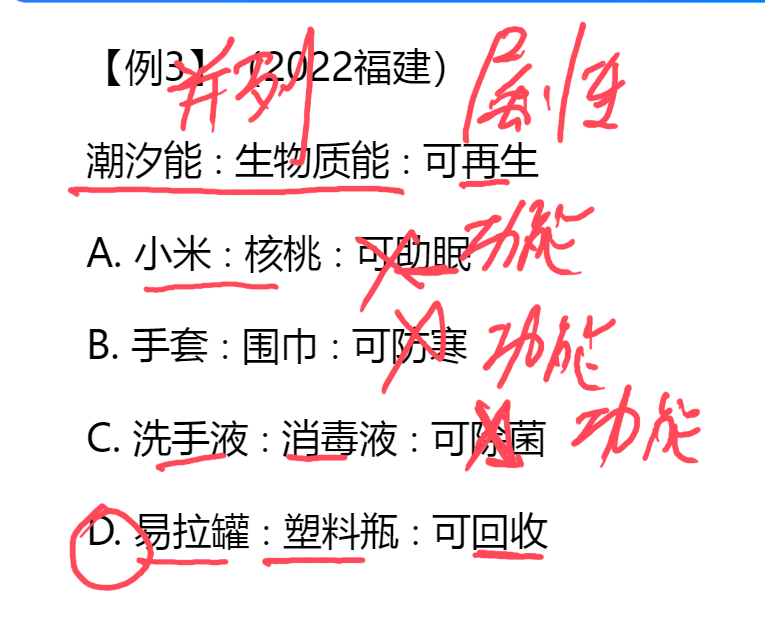 【例3】（2022福建）
并列 属性
潮汐能：生物质能：可再生
A. 小米：核桃：可助眠 功能
B. 手套：围巾：可防寒 功能
C. 洗手液：消毒液：可除菌 功能
D. 易拉罐：塑料瓶：可回收